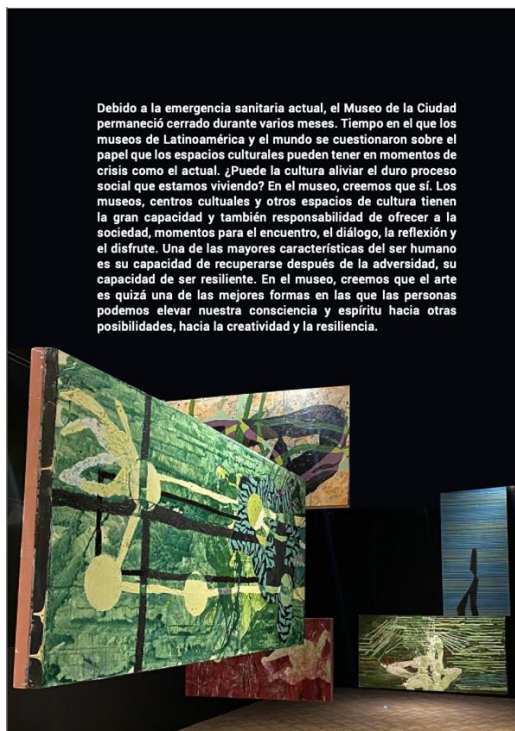 Debido a la emergencia sanitaria actual, el Museo de la Ciudad
permaneció cerrado durante varios meses. Tiempo en el que los
museos de Latinoamérica y el mundo se cuestionaron sobre el
papel que los espacios culturales pueden tener en momentos de
crisis como el actual. ¿Puede la cultura aliviar el duro proceso
social que estamos viviendo? En el museo, creemos que sí. Los
museos, centros cultuales y otros espacios de cultura tienen
la gran capacidad y también responsabilidad de ofrecer a la
sociedad, momentos para el encuentro, el diálogo, la reflexión y
el disfrute. Una de las mayores características del ser humano
es su capacidad de recuperarse después de la adversidad, su
capacidad de ser resiliente. En el museo, creemos que el arte
es quizá una de las mejores formas en las que las personas
podemos elevar nuestra consciencia y espíritu hacia otras
posibilidades, hacia la creatividad y la resiliencia.